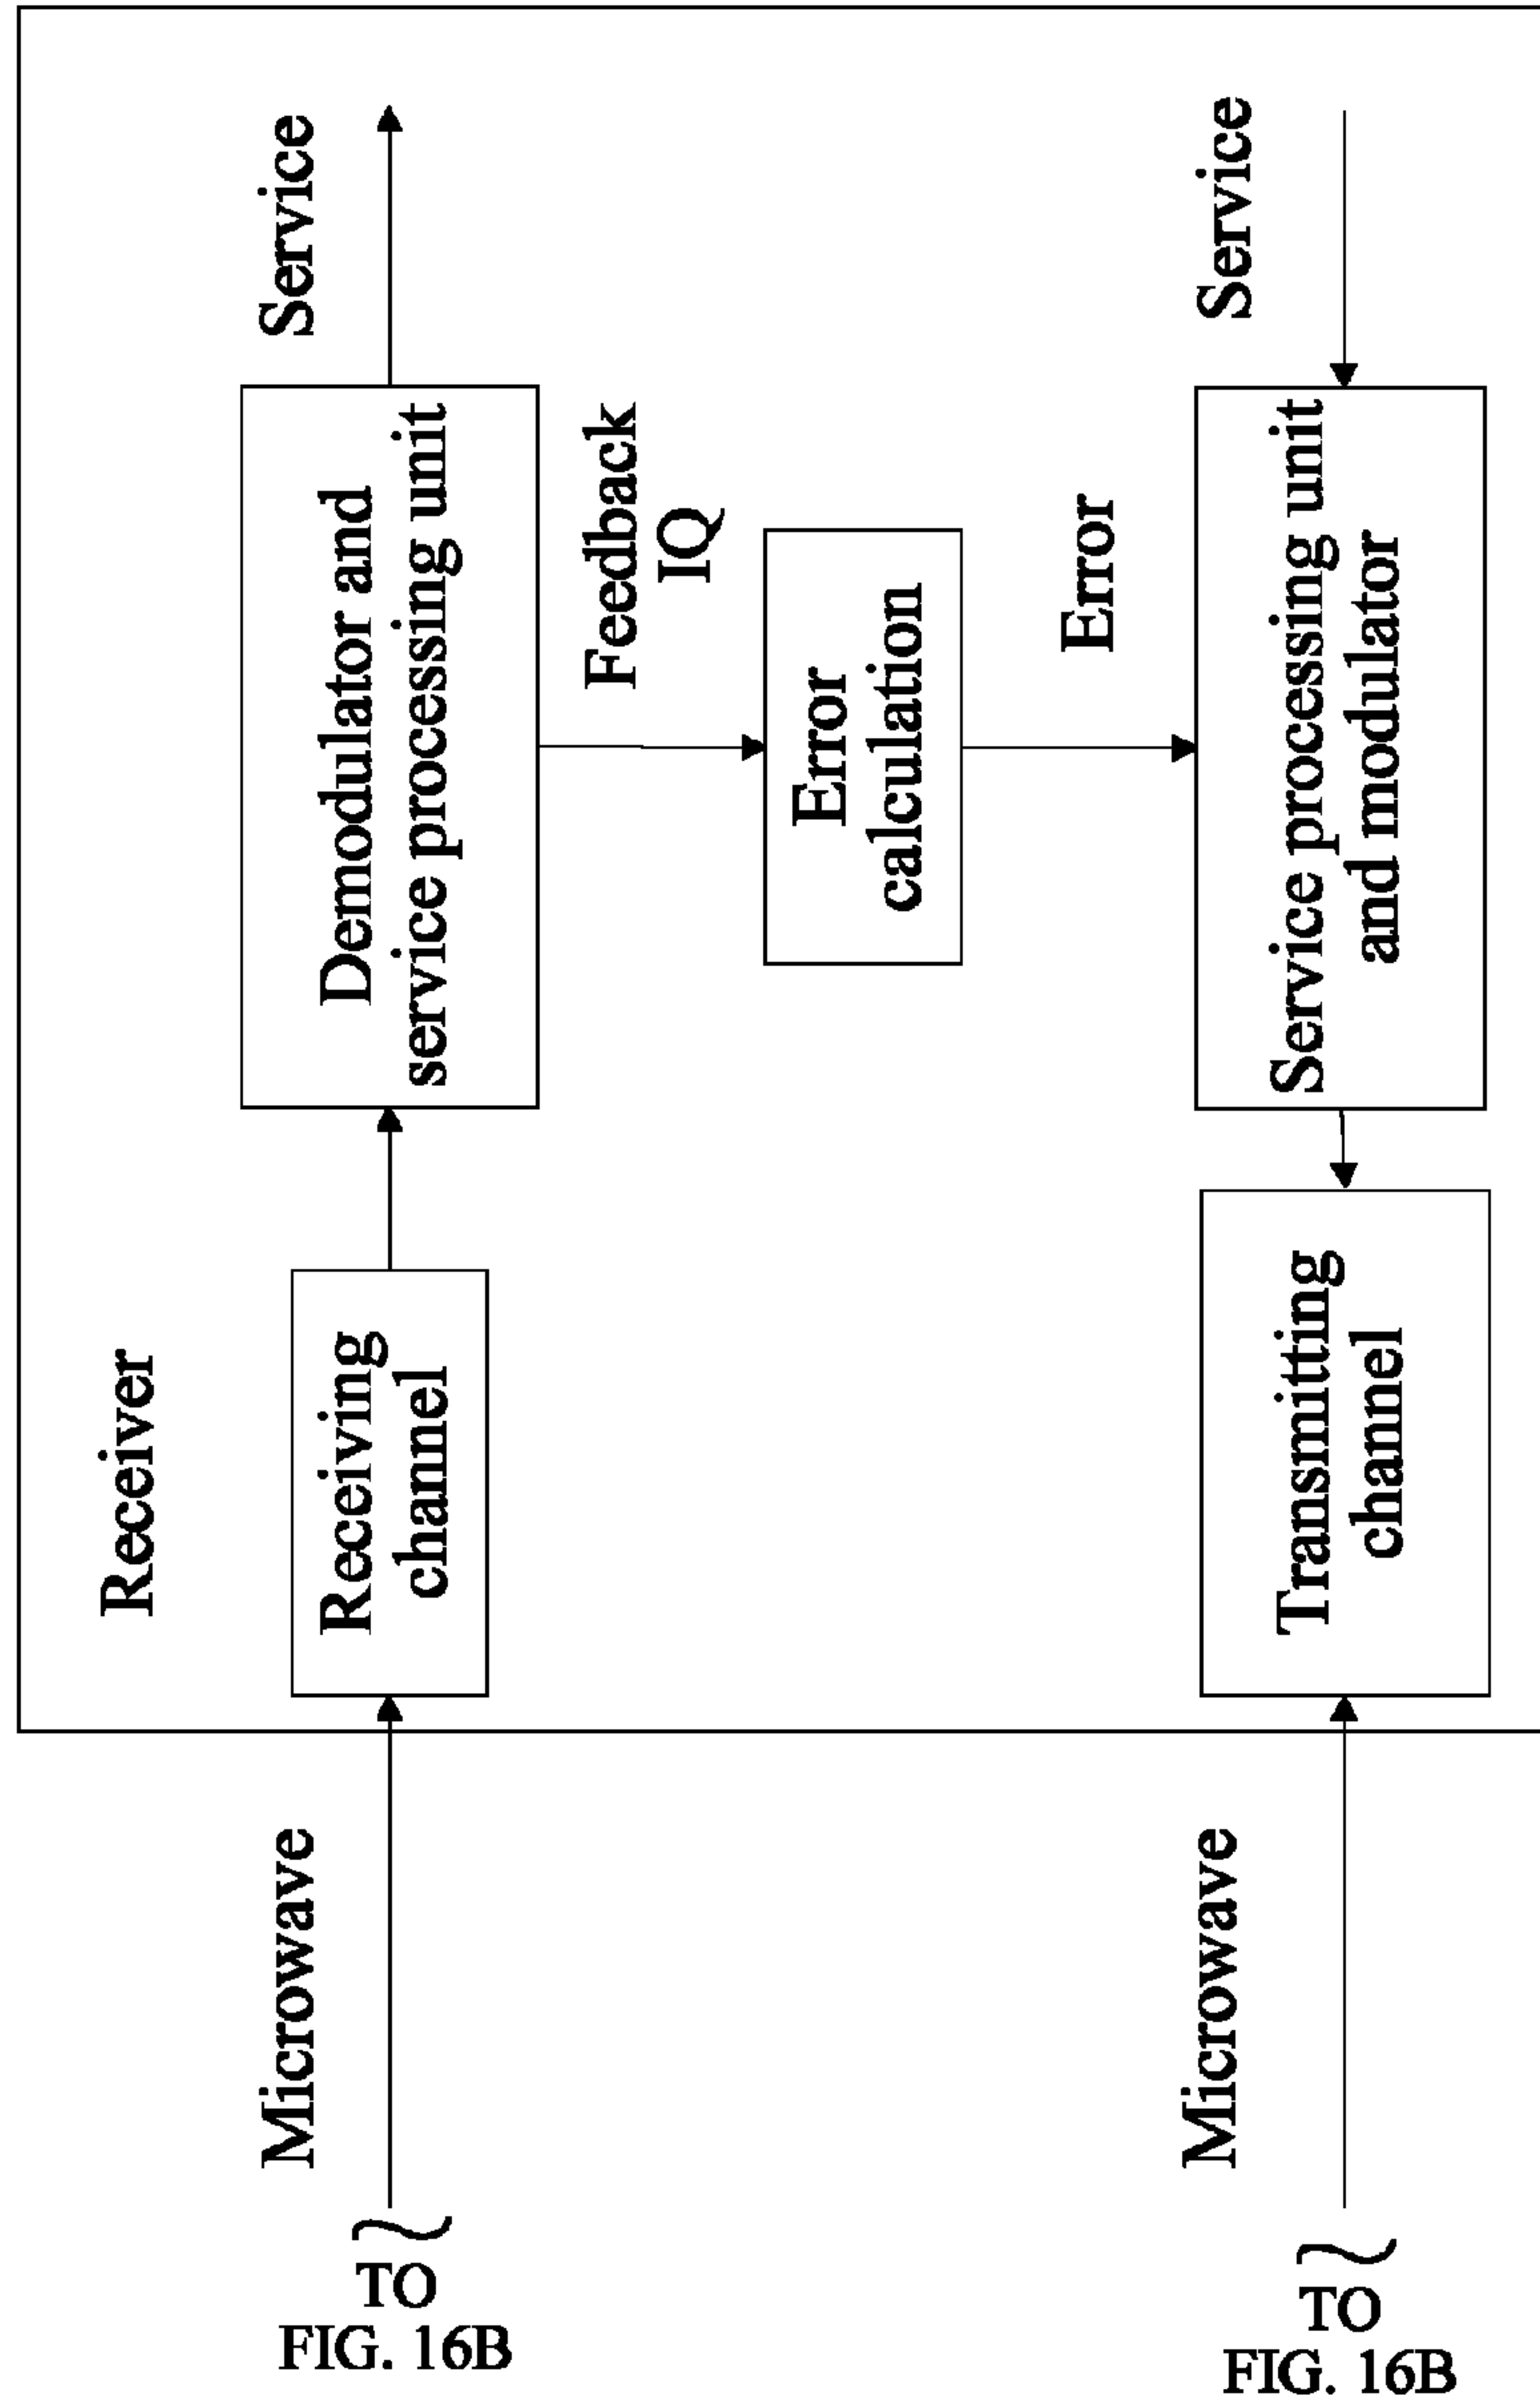 Receiver
Microwave
Receiving
channel
Demodulator and
service processing unit
Service
TO
FIG. 16B
Feedback
IQ
Error
calculation
Error
Microwave
Transmitting
channel
Service processing unit
and modulator
Service
TO
FIG. 16B